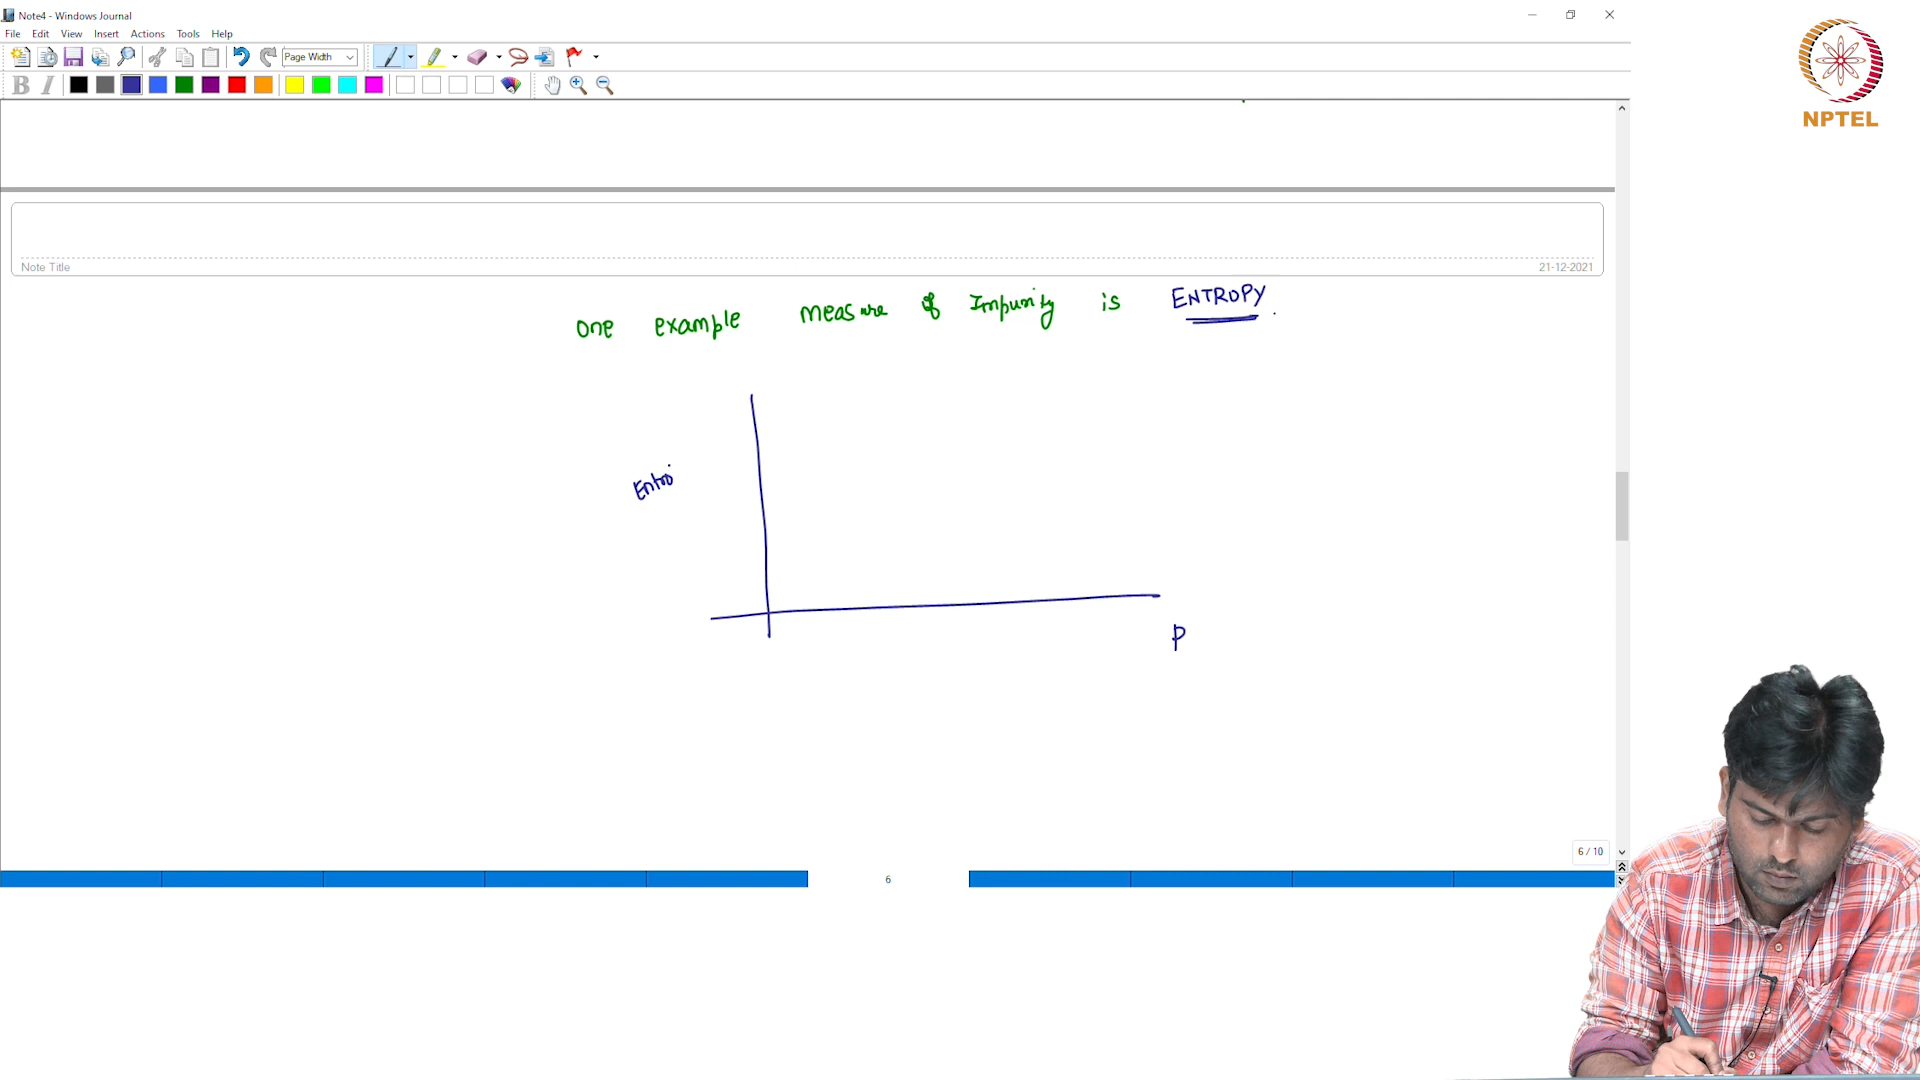 Note4 - Windows Journal
File Edit View Insert Actions Tools Help
Page Width
B I
NPTEL
Note Title
21-12-2021
one example measure of Impurity is ENTROPY.
Entro
P
6 / 10
6